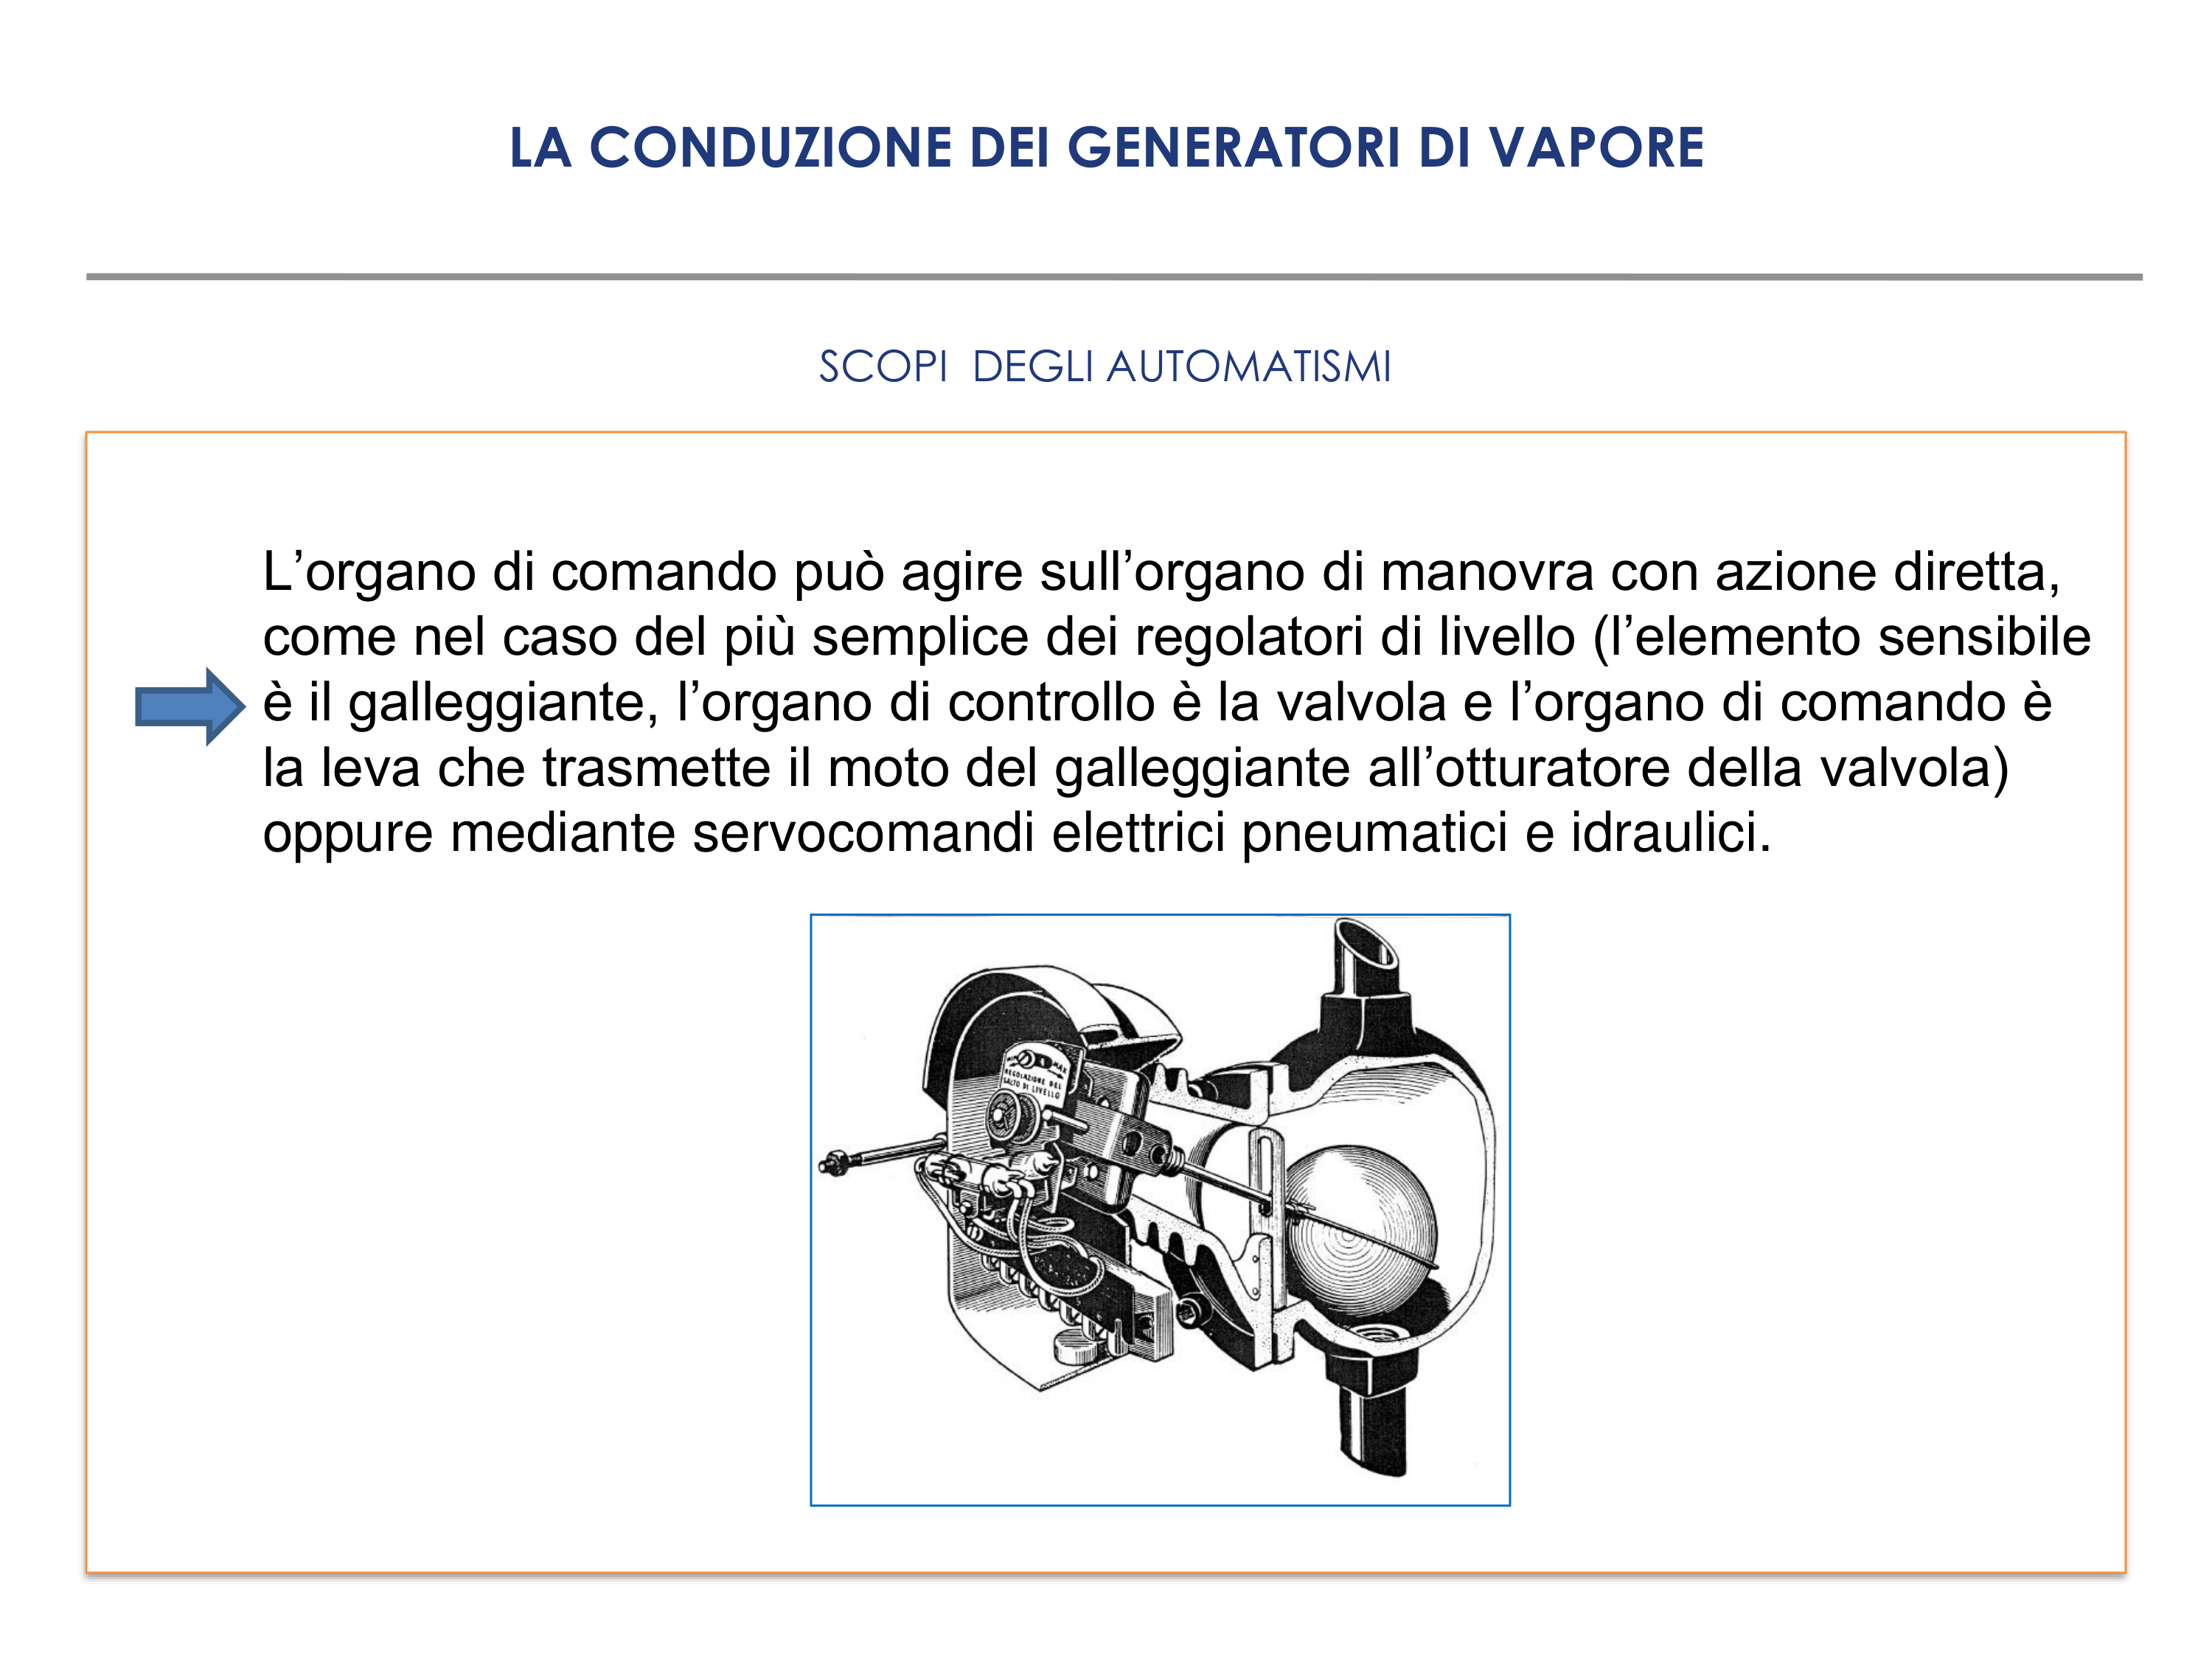 LA CONDUZIONE DEI GENERATORI DI VAPORE
SCOPI DEGLI AUTOMATISMI
L’organo di comando può agire sull’organo di manovra con azione diretta,
come nel caso del più semplice dei regolatori di livello (l’elemento sensibile
è il galleggiante, l’organo di controllo è la valvola e l’organo di comando è
la leva che trasmette il moto del galleggiante all’otturatore della valvola)
oppure mediante servocomandi elettrici pneumatici e idraulici.
MAX
REGOLAZIONE DEL
SALTO DI LIVELLO